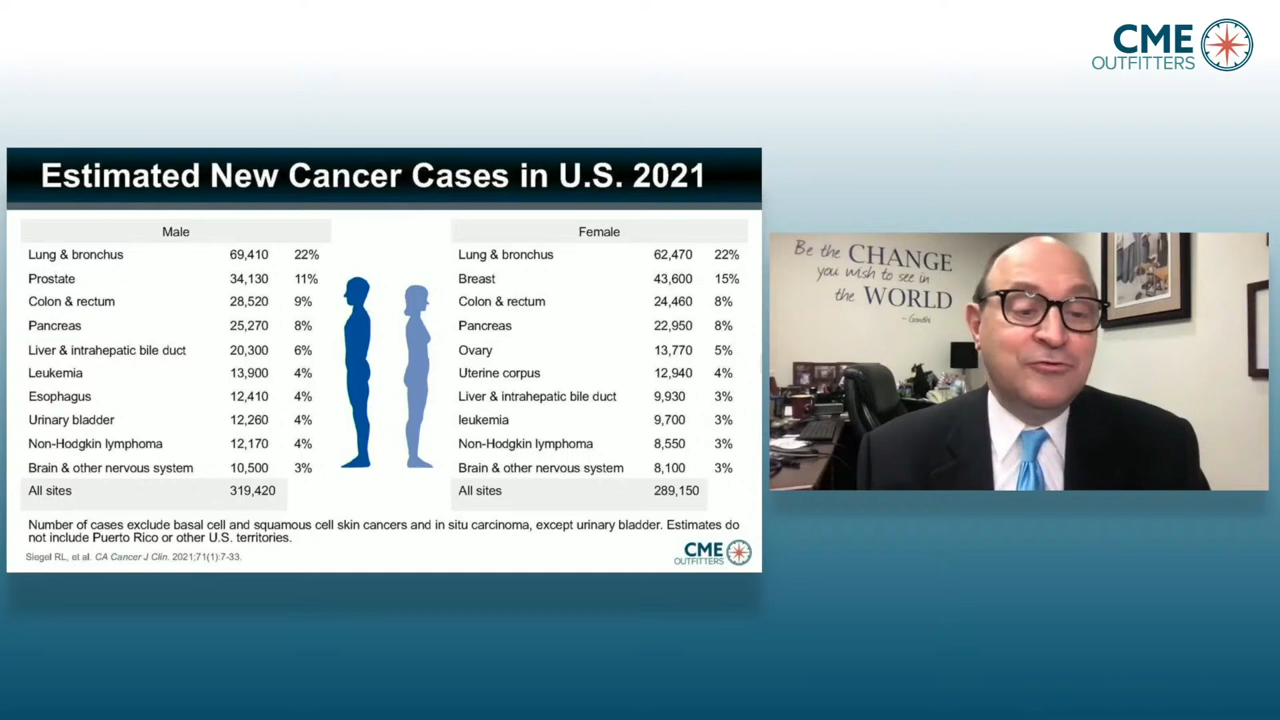 CME
OUTFITTERS
Estimated New Cancer Cases in U.S. 2021
Male
Lung & bronchus 69,410 22%
Prostate 34,130 11%
Colon & rectum 28,520 9%
Pancreas 25,270 8%
Liver & intrahepatic bile duct 20,300 6%
Leukemia 13,900 4%
Esophagus 12,410 4%
Urinary bladder 12,260 4%
Non-Hodgkin lymphoma 12,170 4%
Brain & other nervous system 10,500 3%
All sites 319,420
Female
Lung & bronchus 62,470 22%
Breast 43,600 15%
Colon & rectum 24,460 8%
Pancreas 22,950 8%
Ovary 13,770 5%
Uterine corpus 12,940 4%
Liver & intrahepatic bile duct 9,930 3%
leukemia 9,700 3%
Non-Hodgkin lymphoma 8,550 3%
Brain & other nervous system 8,100 3%
All sites 289,150
Number of cases exclude basal cell and squamous cell skin cancers and in situ carcinoma, except urinary bladder. Estimates do
not include Puerto Rico or other U.S. territories.
Siegel RL, et al. CA Cancer J Clin. 2021;71(1):7-33.
CME
OUTFITTERS
Be the CHANGE
you wish to see in
the WORLD
- Gandhi